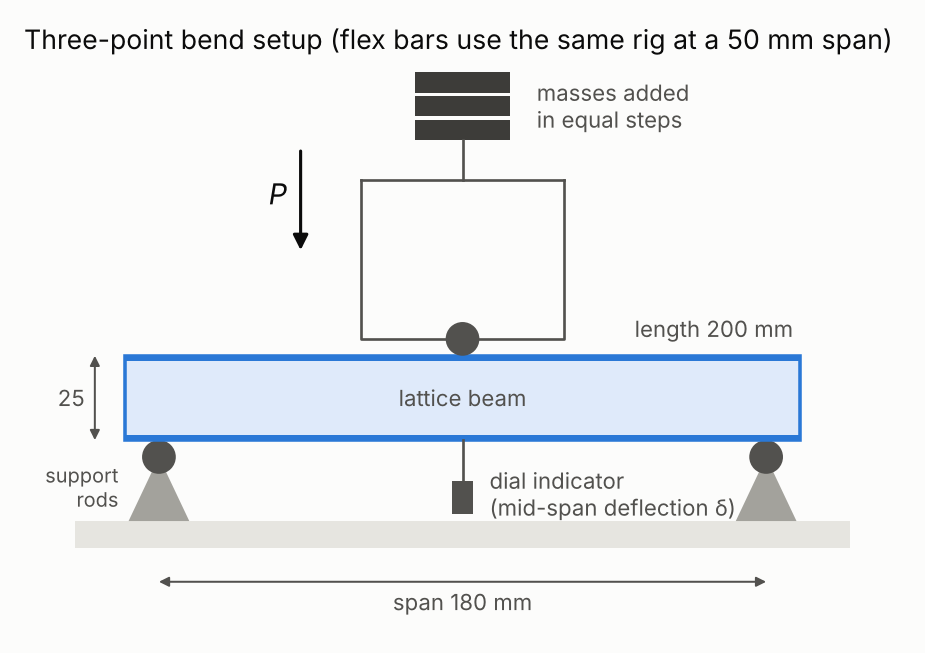 Three-point bend setup (flex bars use the same rig at a 50 mm span)
masses added
in equal steps
P
length 200 mm
25
lattice beam
support
rods
dial indicator
(mid-span deflection δ)
span 180 mm